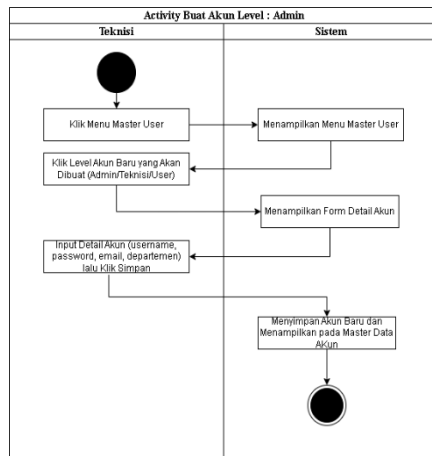 Activity Buat Akun Level : Admin
Teknisi
Sistem
Klik Menu Master User
Menampilkan Menu Master User
Klik Level Akun Baru yang Akan
Dibuat (Admin/Teknisi/User)
Menampilkan Form Detail Akun
Input Detail Akun (username,
password, email, departemen)
lalu Klik Simpan
Menyimpan Akun Baru dan
Menampilkan pada Master Data
AKun